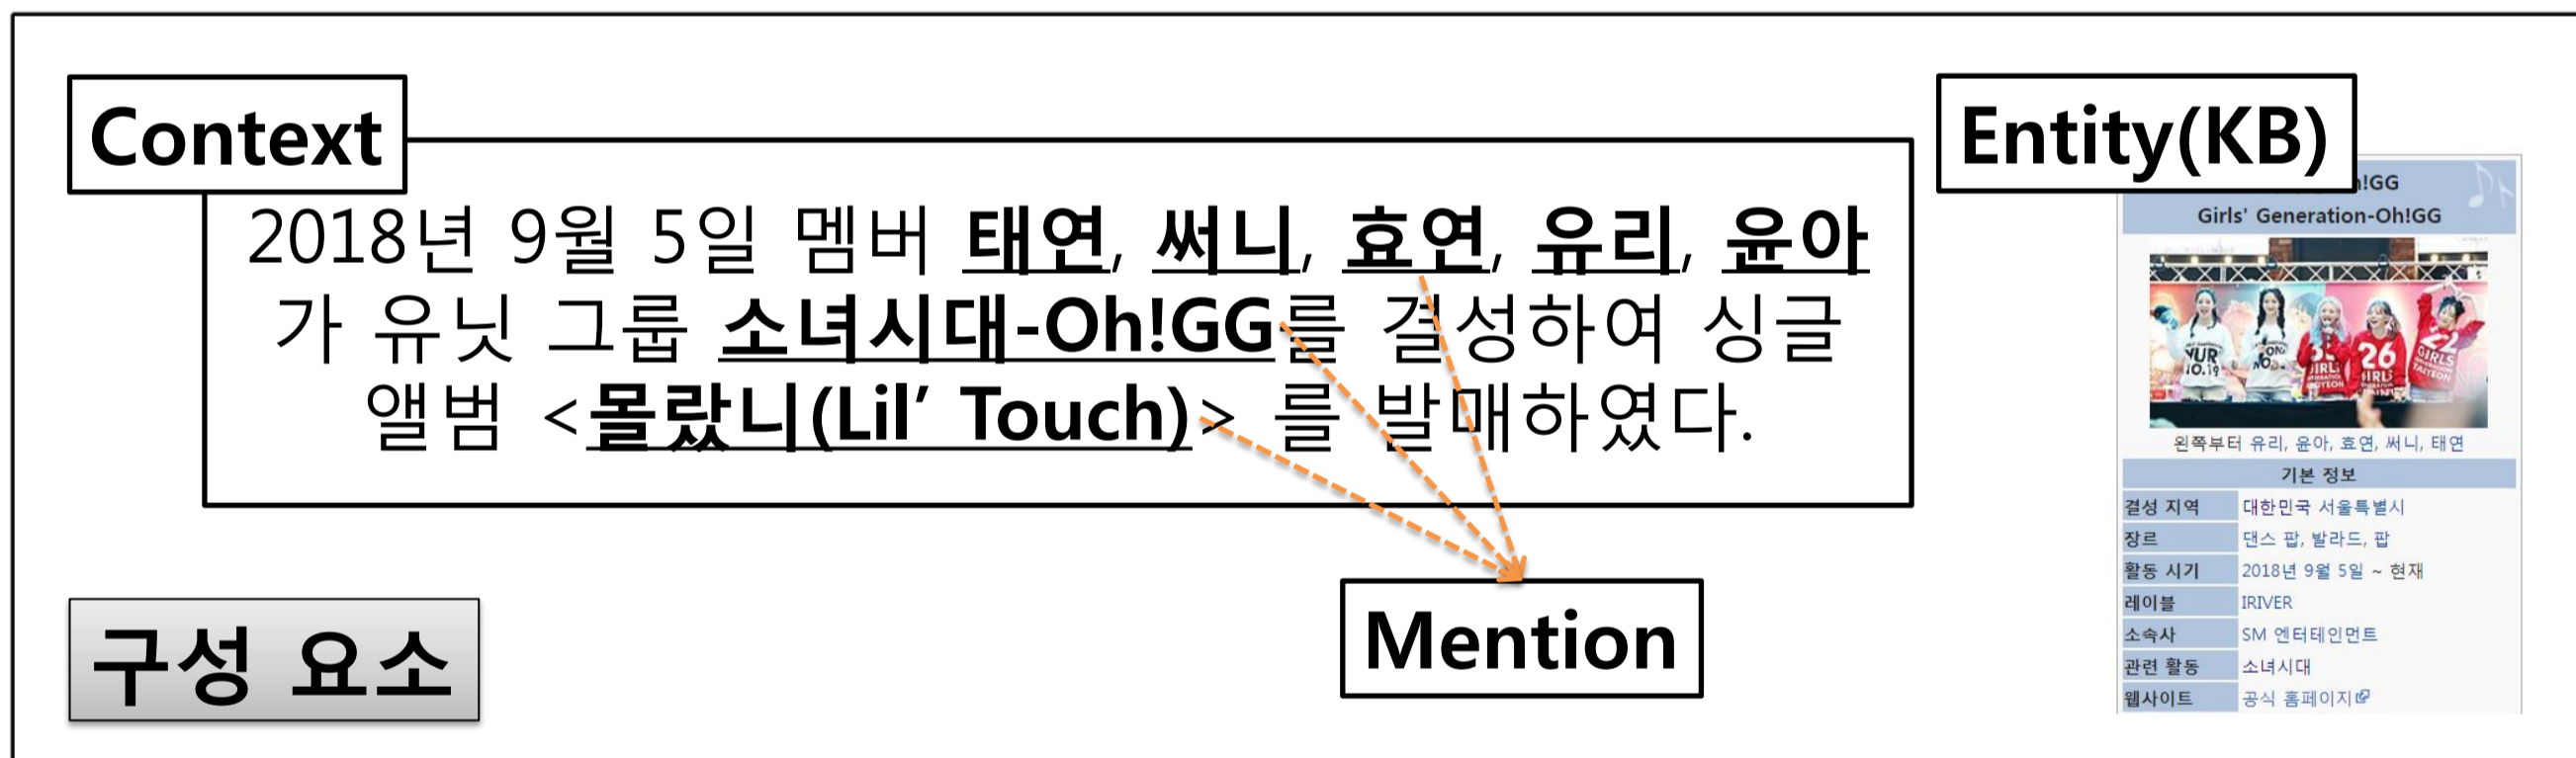 Context
2018년 9월 5일 멤버 태연, 써니, 효연, 유리, 윤아
가 유닛 그룹 소녀시대-Oh!GG를 결성하여 싱글
앨범 <몰랐니(Lil’ Touch)> 를 발매하였다.
Mention
구성 요소
Entity(KB)
!GG
Girls' Generation-Oh!GG
26
22
왼쪽부터 유리, 윤아, 효연, 써니, 태연
기본 정보
결성 지역 대한민국 서울특별시
장르 댄스 팝, 발라드, 팝
활동 시기 2018년 9월 5일 ~ 현재
레이블 IRIVER
소속사 SM 엔터테인먼트
관련 활동 소녀시대
웹사이트 공식 홈페이지